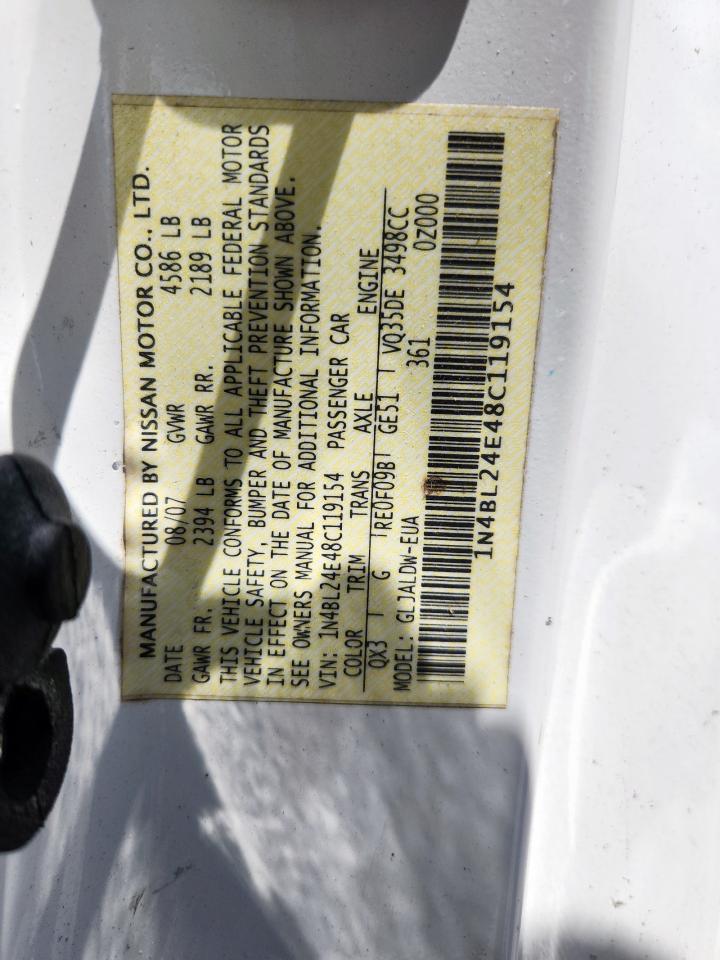 MANUFACTURED BY NISSAN MOTOR CO., LTD.
DATE 08/07 GVWR 4586 LB
GAWR FR. 2394 LB GAWR RR. 2189 LB
THIS VEHICLE CONFORMS TO ALL APPLICABLE FEDERAL MOTOR
VEHICLE SAFETY, BUMPER AND THEFT PREVENTION STANDARDS
IN EFFECT ON THE DATE OF MANUFACTURE SHOWN ABOVE.
SEE OWNERS MANUAL FOR ADDITIONAL INFORMATION.
VIN: 1N4BL24E48C119154 PASSENGER CAR
COLOR TRIM TRANS AXLE ENGINE
QX3 G RE0F09B GE51 VQ35DE 3498CC
MODEL: GLJALDW-EUA 361 0Z000
1N4BL24E48C119154